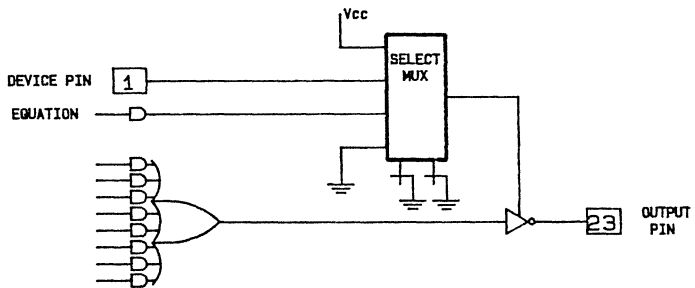 Vcc
SELECT
MUX
DEVICE PIN 1
EQUATION
23 OUTPUT
PIN